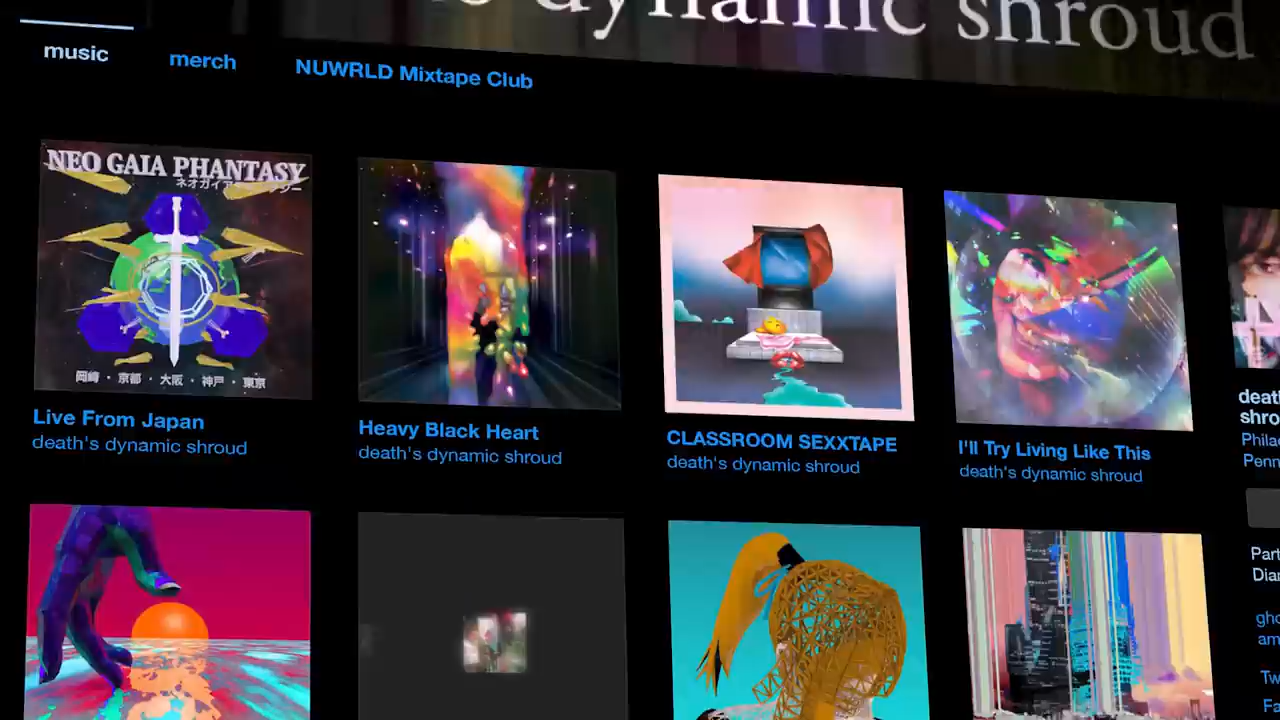 dynamic shroud
music
merch
NUWRLD Mixtape Club
NEO GAIA PHANTASY
岡崎・京都・大阪・神戸・東京
Live From Japan
death's dynamic shroud
Heavy Black Heart
death's dynamic shroud
CLASSROOM SEXXTAPE
death's dynamic shroud
I'll Try Living Like This
death's dynamic shroud